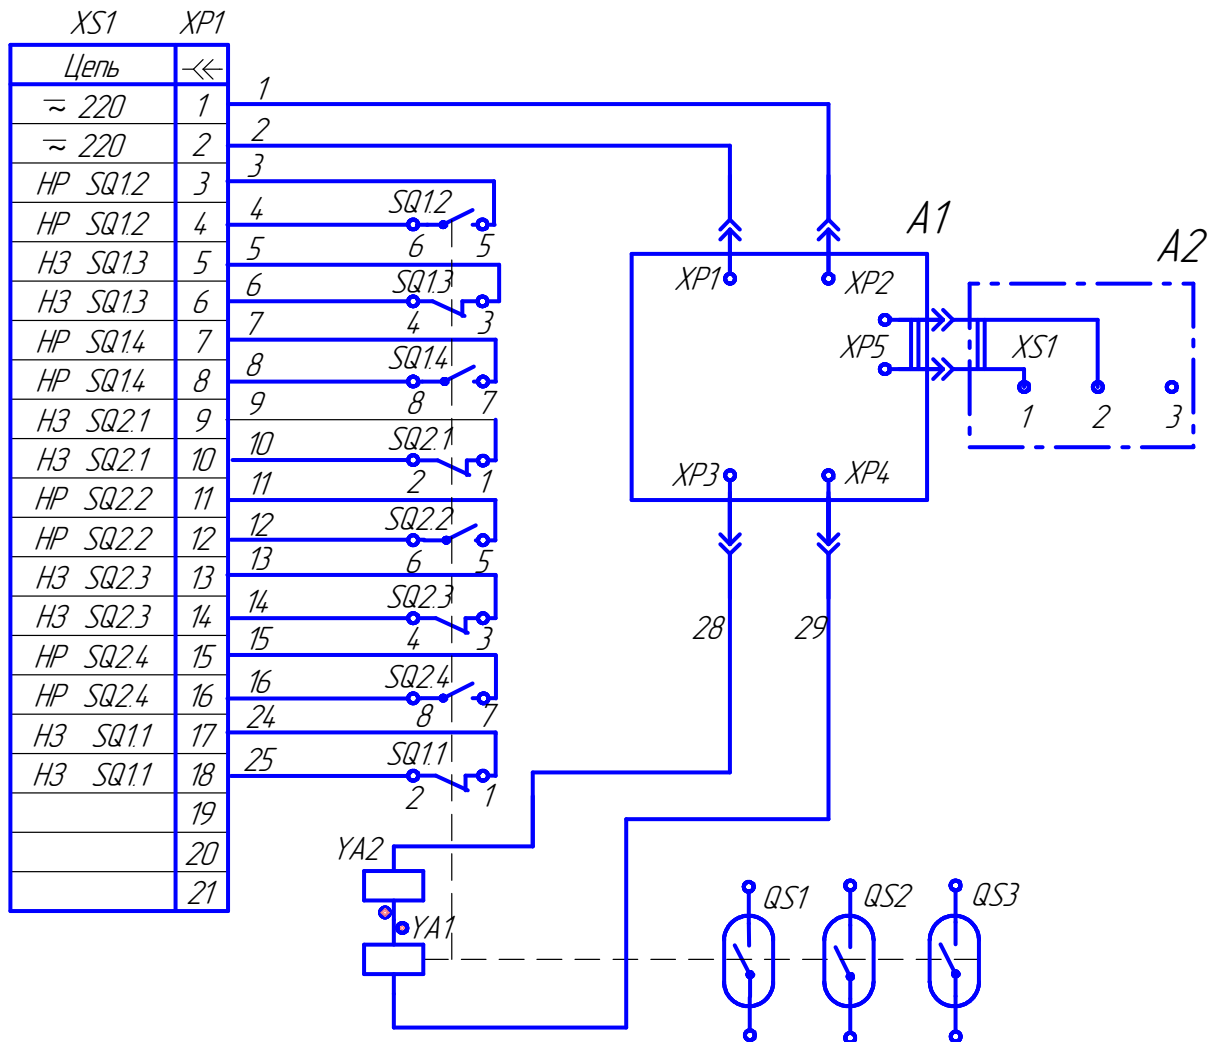 XS1 XP1
Цепь
≂ 220 1 1
≂ 220 2 2
НР SQ1.2 3 3
НР SQ1.2 4 4 SQ1.2 6 5
НЗ SQ1.3 5 5
НЗ SQ1.3 6 6 SQ1.3 4 3
НР SQ1.4 7 7
НР SQ1.4 8 8 SQ1.4 8 7
НЗ SQ2.1 9 9
НЗ SQ2.1 10 10 SQ2.1 2 1
НР SQ2.2 11 11
НР SQ2.2 12 12 SQ2.2 6 5
НЗ SQ2.3 13 13
НЗ SQ2.3 14 14 SQ2.3 4 3
НР SQ2.4 15 15
НР SQ2.4 16 16 SQ2.4 8 7
НЗ SQ1.1 17 24
НЗ SQ1.1 18 25 SQ1.1 2 1
19
20
21
A1
A2
XP1 XP2
XP5 XS1
1 2 3
XP3 XP4
28 29
YA2
YA1
QS1 QS2 QS3